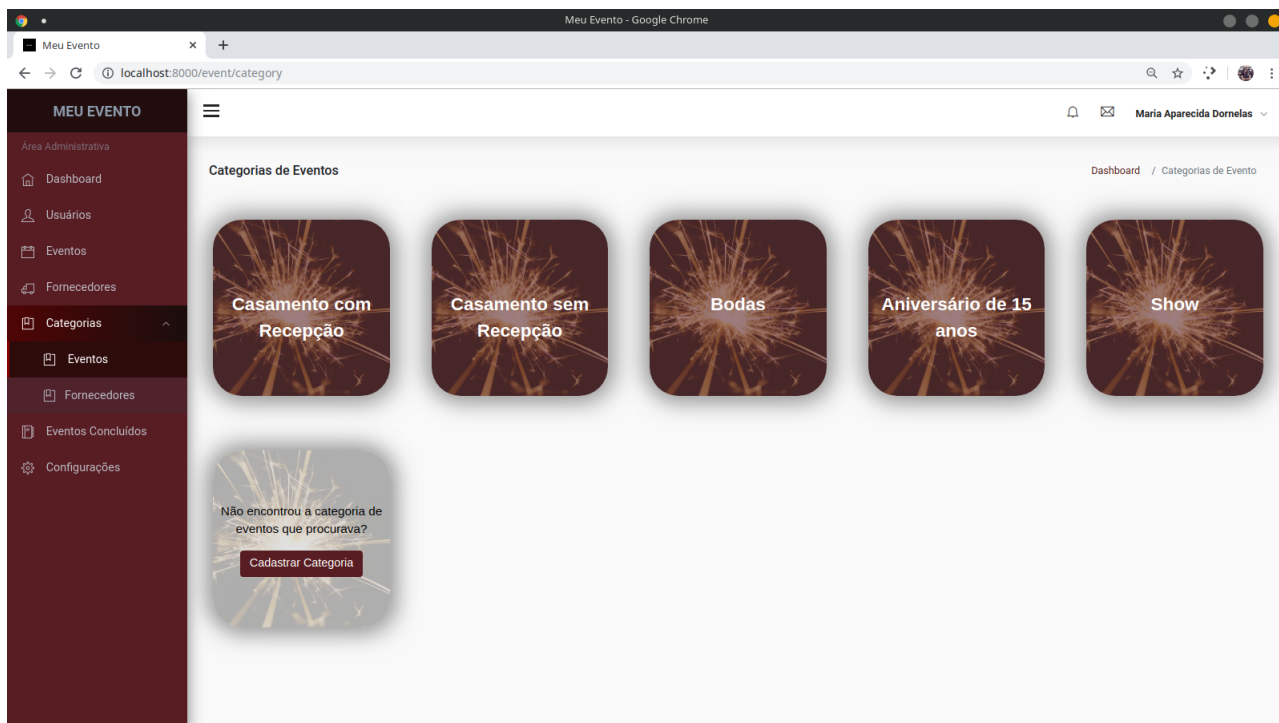 Meu Evento - Google Chrome
Meu Evento
localhost:8000/event/category
MEU EVENTO
Maria Aparecida Dornelas
Área Administrativa
Dashboard
Usuários
Eventos
Fornecedores
Categorias
Eventos
Fornecedores
Eventos Concluídos
Configurações
Categorias de Eventos
Dashboard / Categorias de Evento
Casamento com
Recepção
Casamento sem
Recepção
Bodas
Aniversário de 15
anos
Show
Não encontrou a categoria de
eventos que procurava?
Cadastrar Categoria